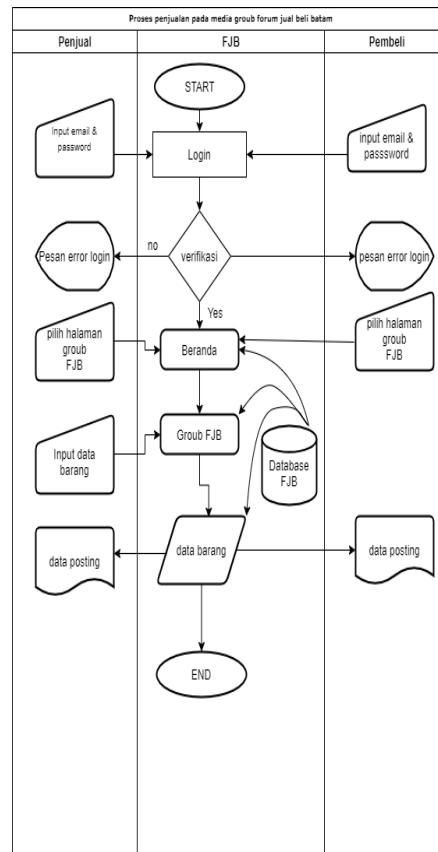 Proses penjualan pada media groub forum jual beli batam
Penjual
FJB
Pembeli
START
Input email &
password
Login
input email &
passsword
Pesan error login
no
verifikasi
pesan error login
Yes
pilih halaman
groub
FJB
Beranda
pilih halaman
groub
FJB
Input data
barang
Groub FJB
Database
FJB
data posting
data barang
data posting
END